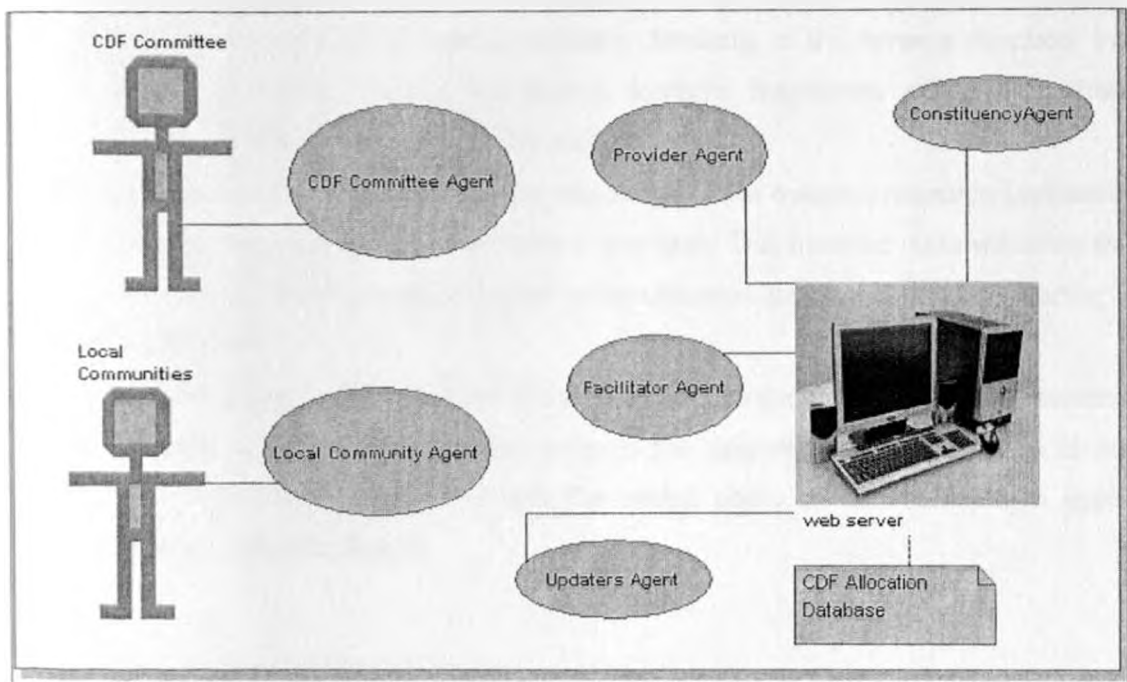 CDF Committee
ConstituencyAgent
Provider Agent
CDF Committee Agent
Local
Communities
Facilitator Agent
Local Community Agent
web server
Updaters Agent
CDF Allocation
Database